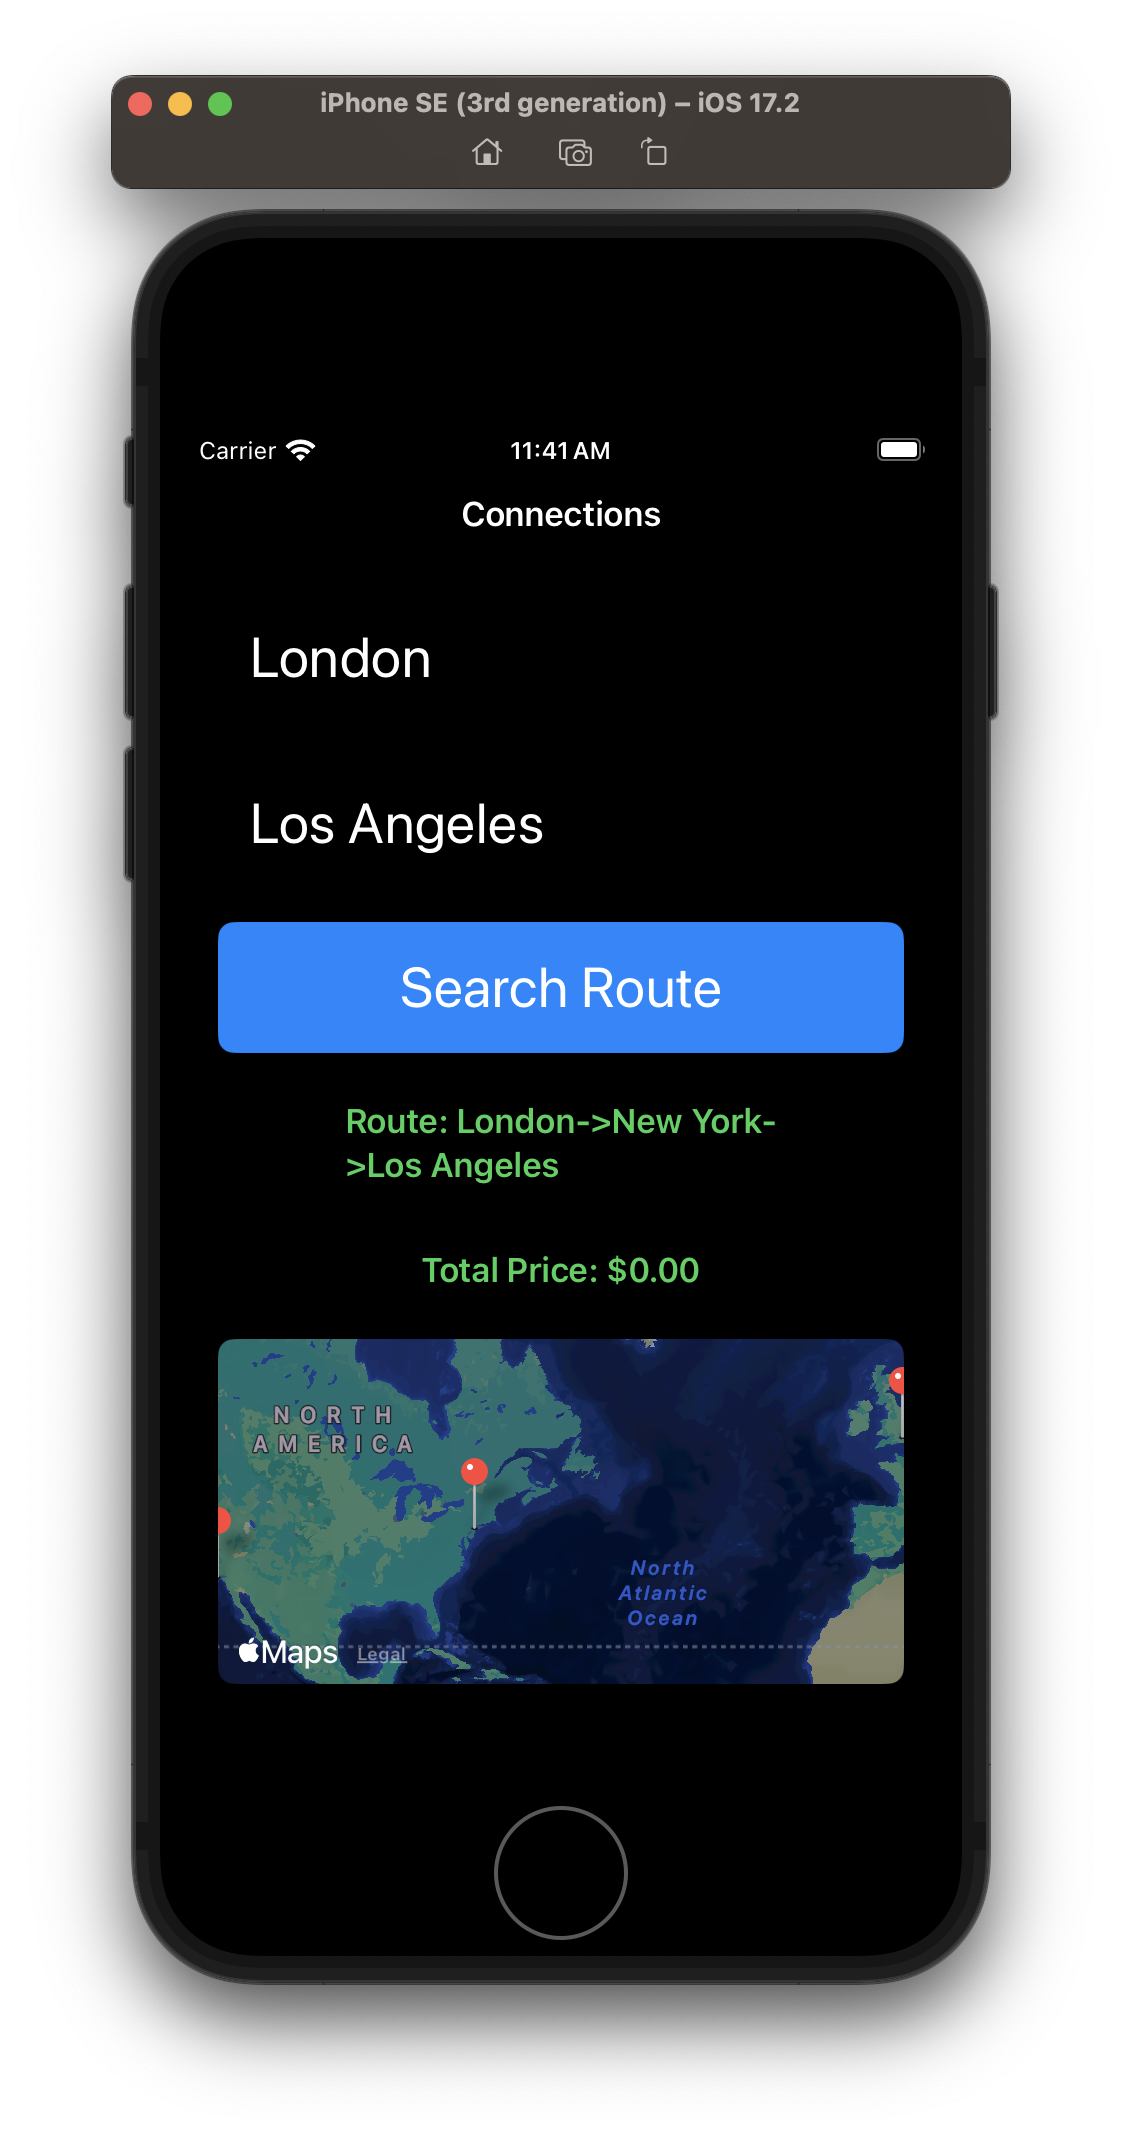 iPhone SE (3rd generation) – iOS 17.2
Carrier 11:41 AM
Connections
London
Los Angeles
Search Route
Route: London->New York-
>Los Angeles
Total Price: $0.00
NORTH
AMERICA
North
Atlantic
Ocean
Maps Legal